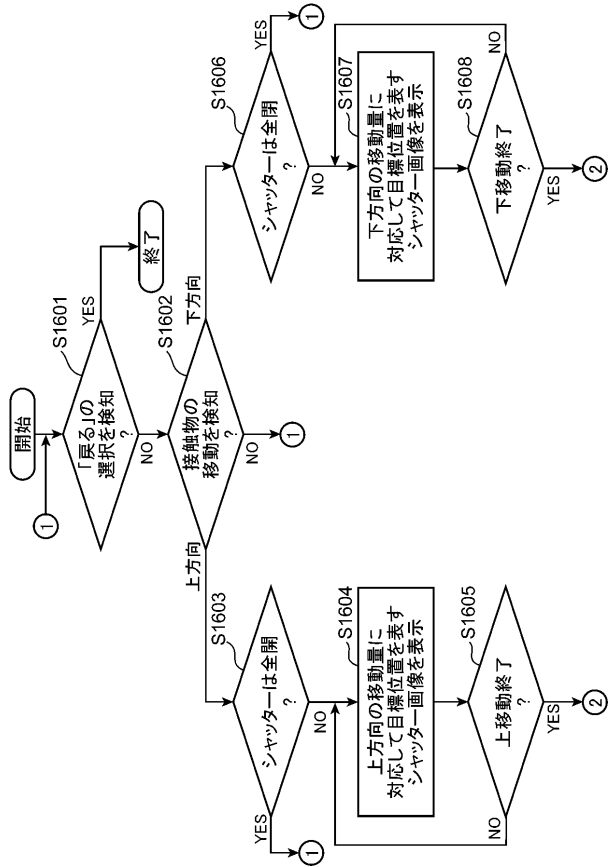 開始
①
S1601
「戻る」の
選択を検知
?
YES
終了
NO
S1602
接触物の
移動を検知
?
上方向
下方向
NO
①
S1603
シャッターは全開
?
YES
①
NO
S1604
上方向の移動量に
対応して目標位置を表す
シャッター画像を表示
S1605
上移動終了
?
NO
YES
②
S1606
シャッターは全閉
?
YES
①
NO
S1607
下方向の移動量に
対応して目標位置を表す
シャッター画像を表示
S1608
下移動終了
?
NO
YES
②